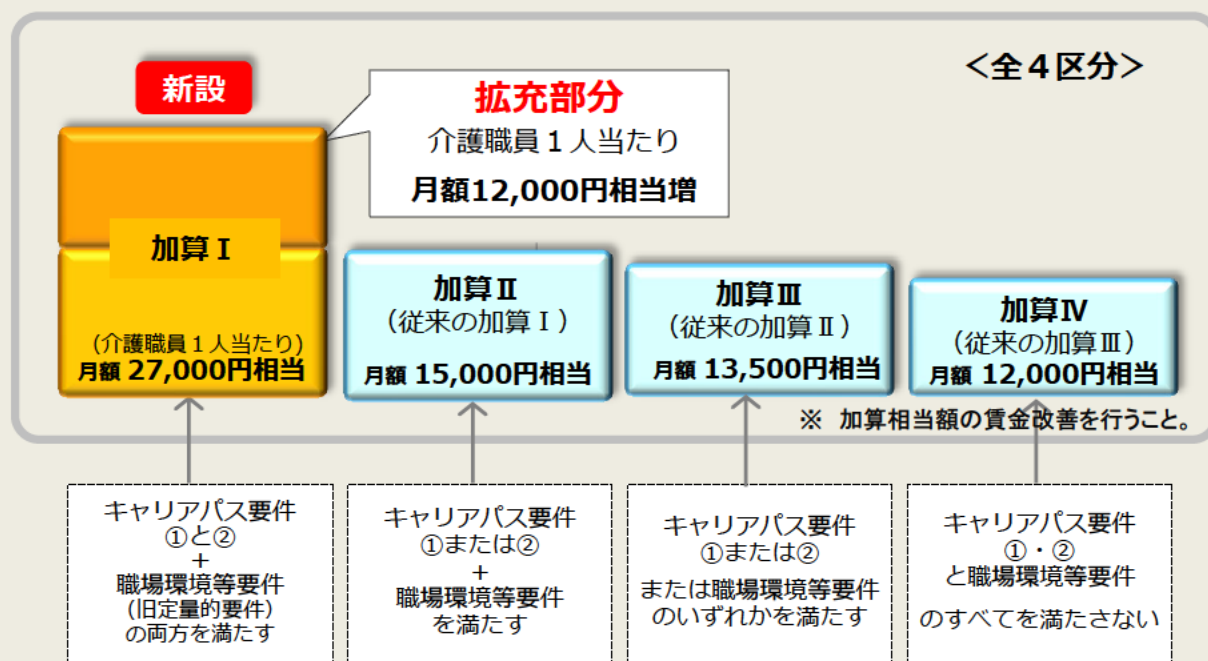 <全４区分>
新設
拡充部分
介護職員１人当たり
月額12,000円相当増
加算Ⅰ
(介護職員１人当たり)
月額 27,000円相当
加算Ⅱ
(従来の加算Ⅰ)
月額 15,000円相当
加算Ⅲ
(従来の加算Ⅱ)
月額 13,500円相当
加算Ⅳ
(従来の加算Ⅲ)
月額 12,000円相当
※ 加算相当額の賃金改善を行うこと。
キャリアパス要件
①と②
+
職場環境等要件
(旧定量的要件)
の両方を満たす
キャリアパス要件
①または②
+
職場環境等要件
を満たす
キャリアパス要件
①または②
または職場環境等要件
のいずれかを満たす
キャリアパス要件
①・②
と職場環境等要件
のすべてを満たさない